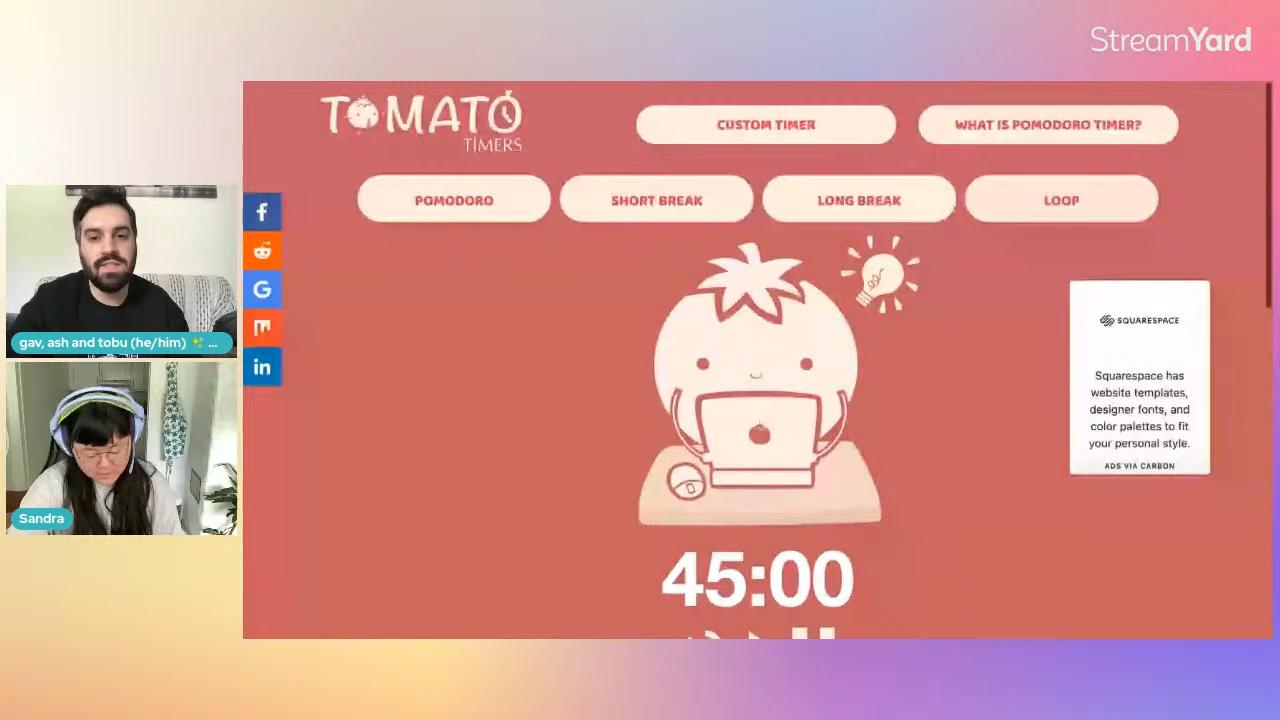 StreamYard
TOMATO
TIMERS
CUSTOM TIMER
WHAT IS POMODORO TIMER?
POMODORO
SHORT BREAK
LONG BREAK
LOOP
gav, ash and tobu (he/him) ✨ ...
Sandra
SQUARESPACE
Squarespace has
website templates,
designer fonts, and
color palettes to fit
your personal style.
ADS VIA CARBON
45:00